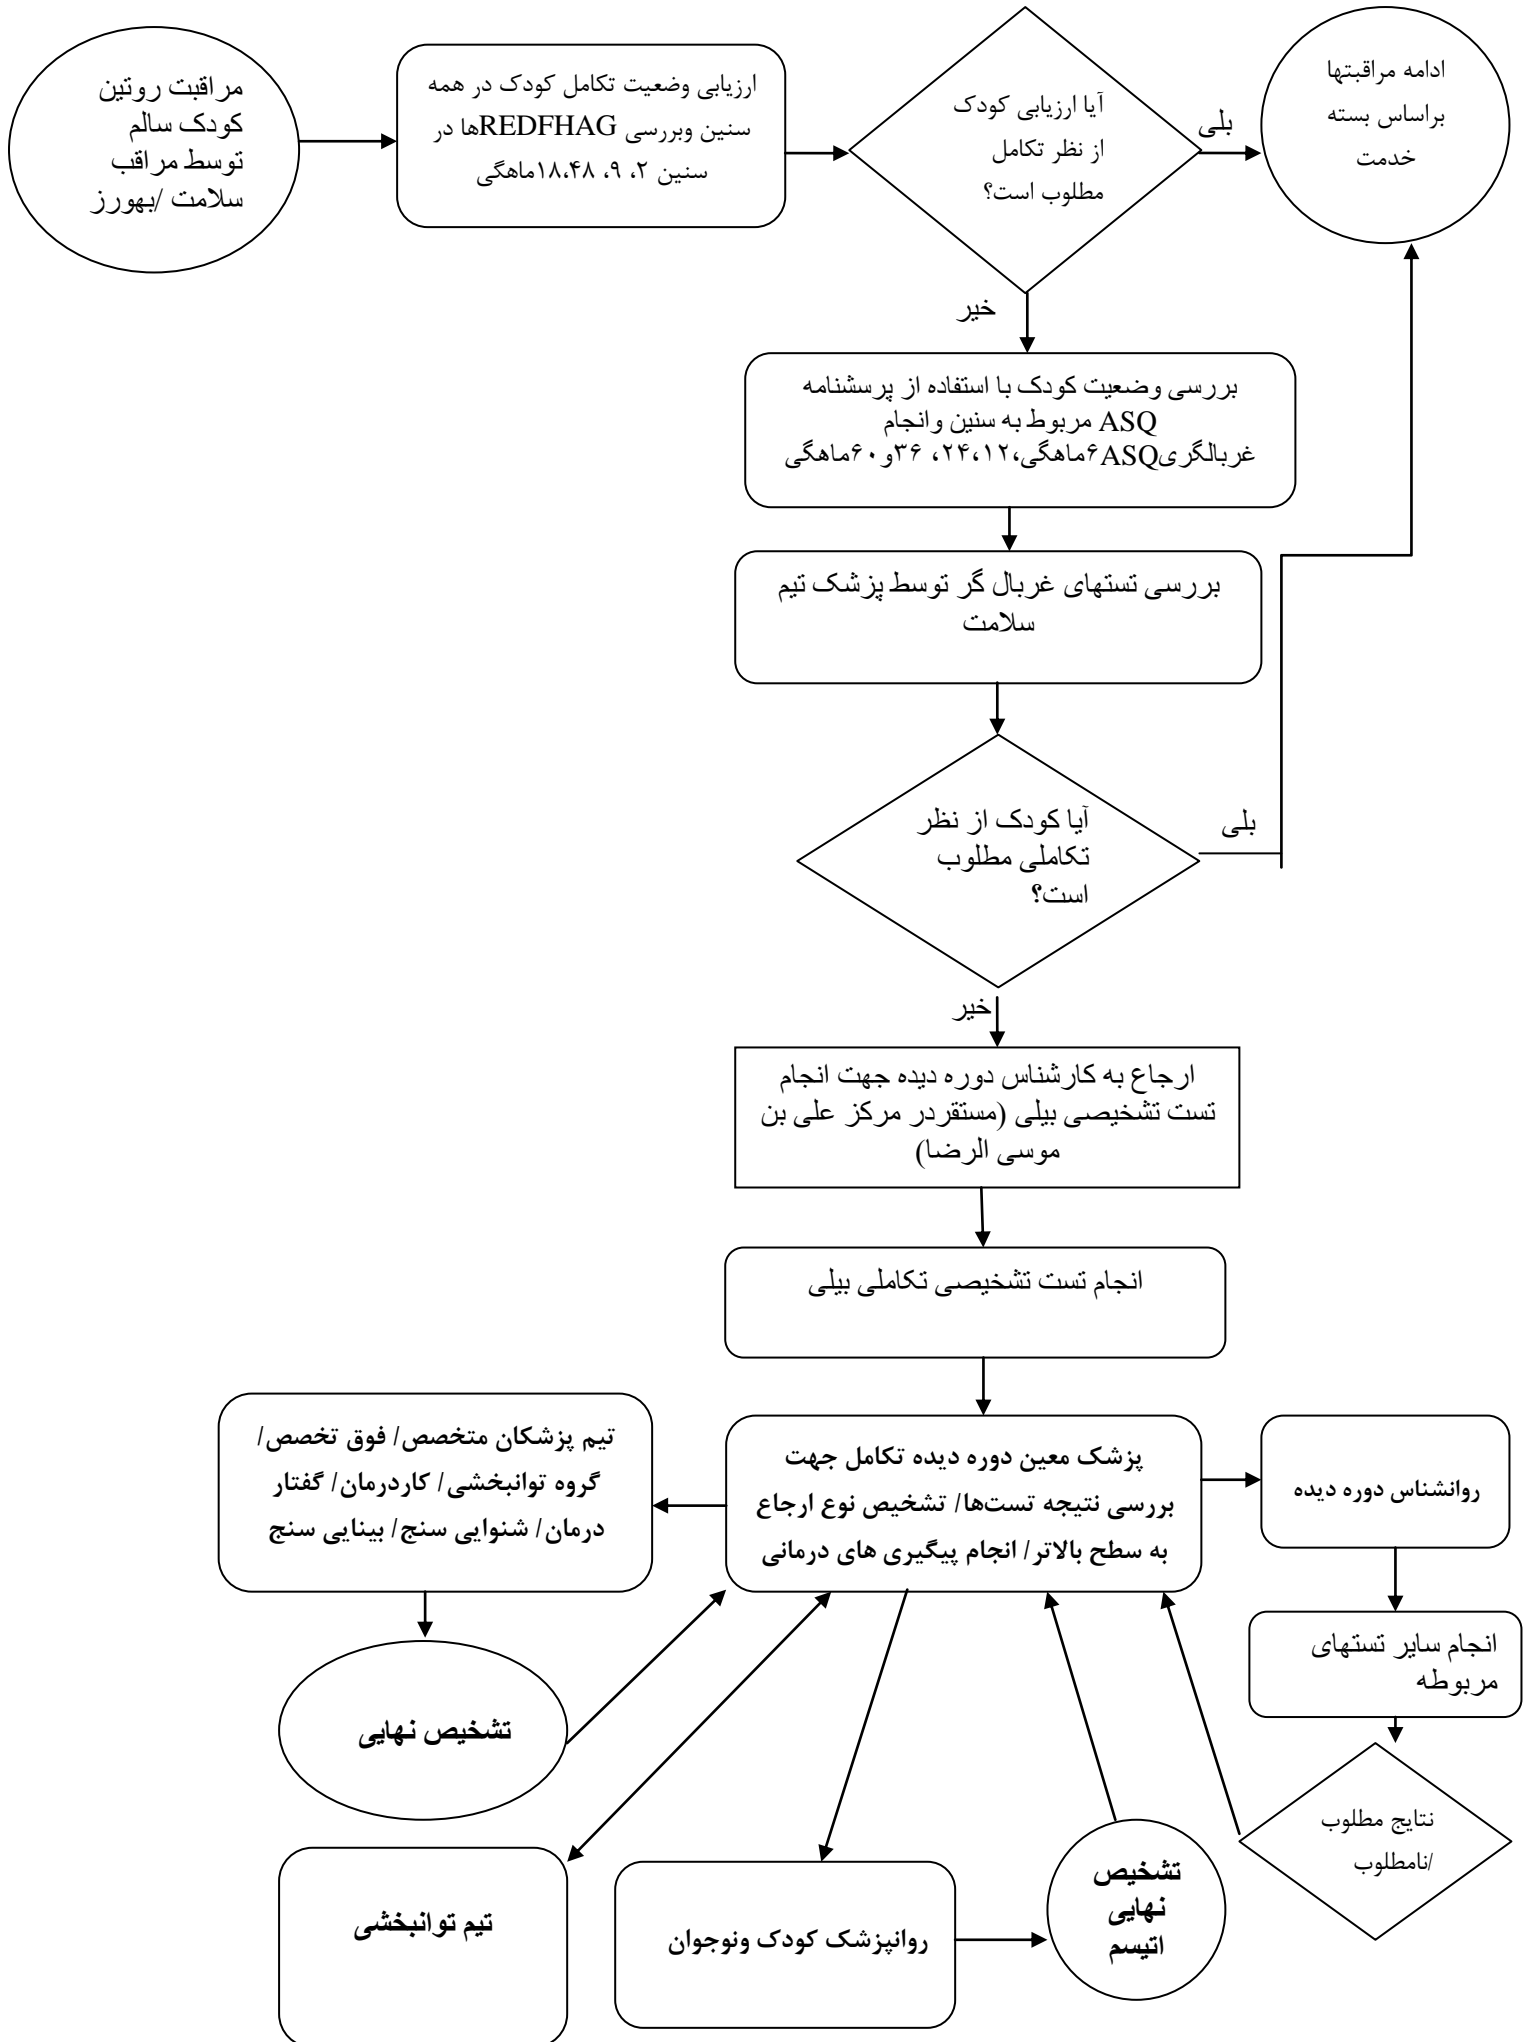 مراقبت روتین
کودک سالم
توسط مراقب
سلامت /بهورز
ارزیابی وضعیت تکامل کودک در همه
سنین وبررسی REDFHAGها در
سنین ۲، ۹، ۱۸،۴۸ماهگی
آیا ارزیابی کودک
از نظر تکامل
مطلوب است؟
بلی
ادامه مراقبتها
براساس بسته
خدمت
خیر
بررسی وضعیت کودک با استفاده از پرسشنامه
ASQ مربوط به سنین وانجام
غربالگریASQ۶ماهگی،۲۴،۱۲، ۳۶و۶۰ماهگی
بررسی تستهای غربال گر توسط پزشک تیم
سلامت
آیا کودک از نظر
تکاملی مطلوب
است؟
بلی
خیر
ارجاع به کارشناس دوره دیده جهت انجام
تست تشخیصی بیلی (مستقردر مرکز علی بن
موسی الرضا)
انجام تست تشخیصی تکاملی بیلی
پزشک معین دوره دیده تکامل جهت
بررسی نتیجه تست‌ها/ تشخیص نوع ارجاع
به سطح بالاتر/ انجام پیگیری های درمانی
تیم پزشکان متخصص/ فوق تخصص/
گروه توانبخشی/ کاردرمان/ گفتار
درمان/ شنوایی سنج/ بینایی سنج
روانشناس دوره دیده
انجام سایر تستهای
مربوطه
تشخیص نهایی
نتایج مطلوب
/نامطلوب
تیم توانبخشی
روانپزشک کودک ونوجوان
تشخیص
نهایی
اتیسم